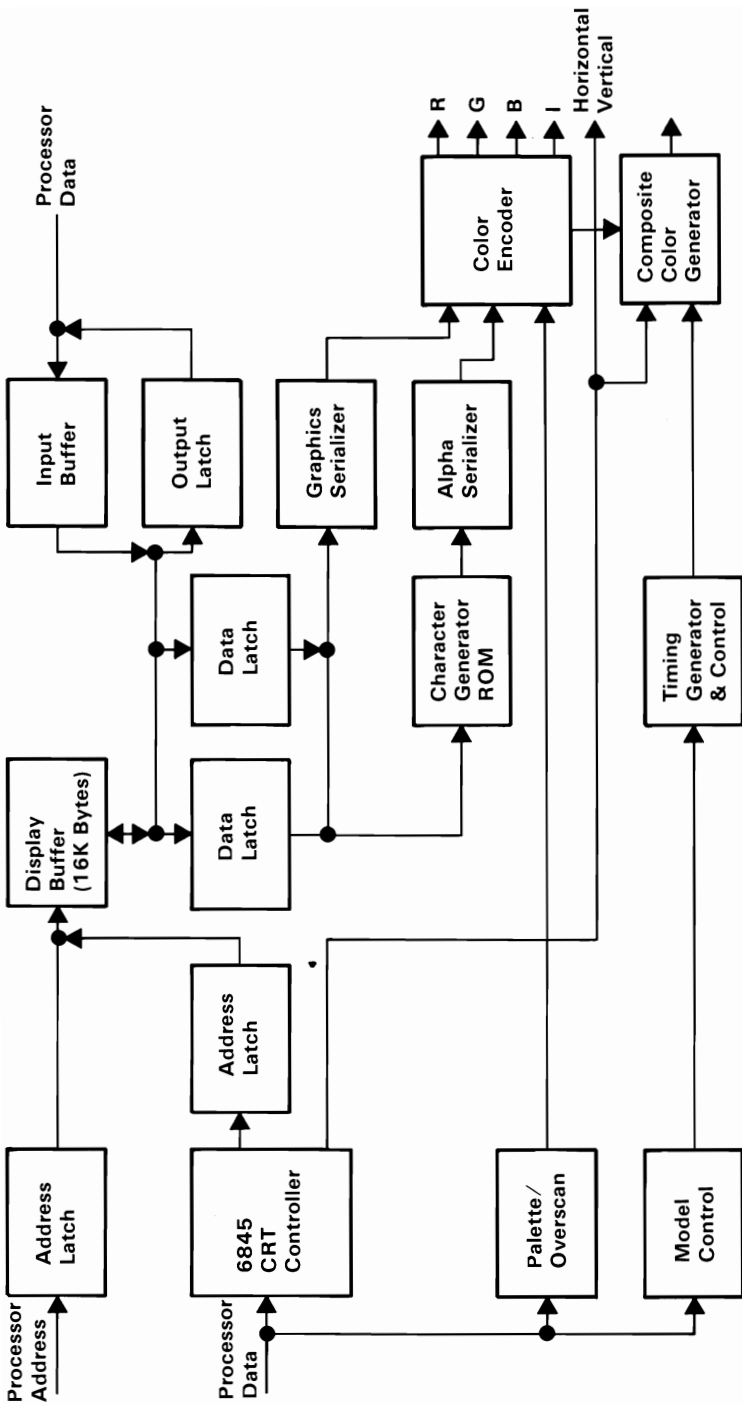 Processor
Address
Address
Latch
Display
Buffer
(16K Bytes)
Input
Buffer
Processor
Data
Output
Latch
Address
Latch
Data
Latch
Data
Latch
Processor
Data
6845
CRT
Controller
Graphics
Serializer
Character
Generator
ROM
Alpha
Serializer
Color
Encoder
R
G
B
I
Horizontal
Vertical
Palette/
Overscan
Model
Control
Timing
Generator
& Control
Composite
Color
Generator